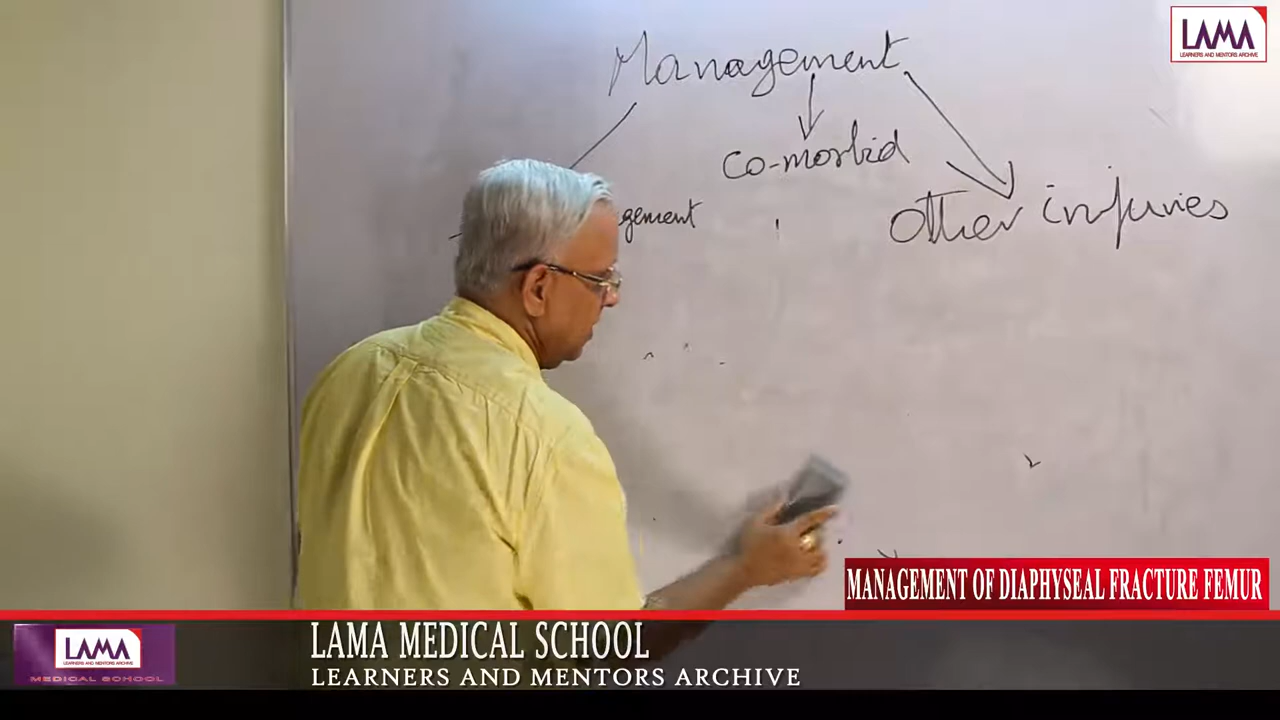 LAMA
LEARNERS AND MENTORS ARCHIVE
Management
Co-morbid
gement
Other injuries
MANAGEMENT OF DIAPHYSEAL FRACTURE FEMUR
LAMA
LEARNERS AND MENTORS ARCHIVE
MEDICAL SCHOOL
LAMA MEDICAL SCHOOL
LEARNERS AND MENTORS ARCHIVE